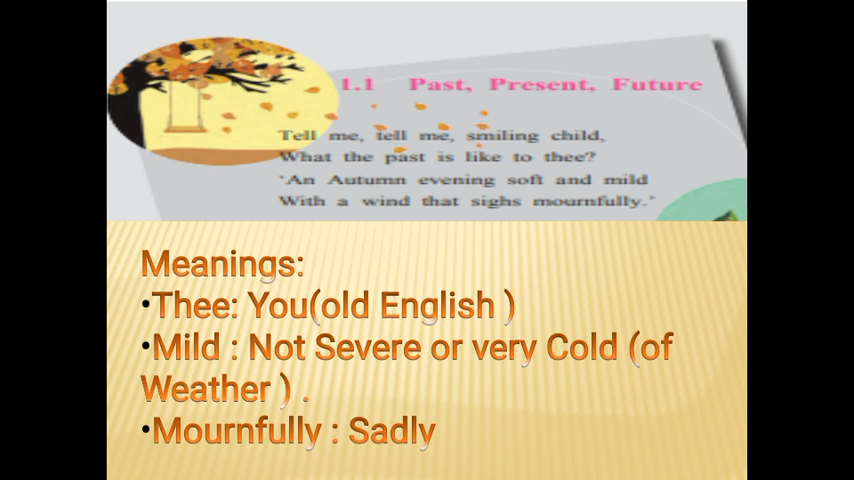 1.1 Past, Present, Future
Tell me, tell me, smiling child,
What the past is like to thee?
‘An Autumn evening soft and mild
With a wind that sighs mournfully.’
Meanings:
•Thee: You(old English )
•Mild : Not Severe or very Cold (of
Weather ) .
•Mournfully : Sadly